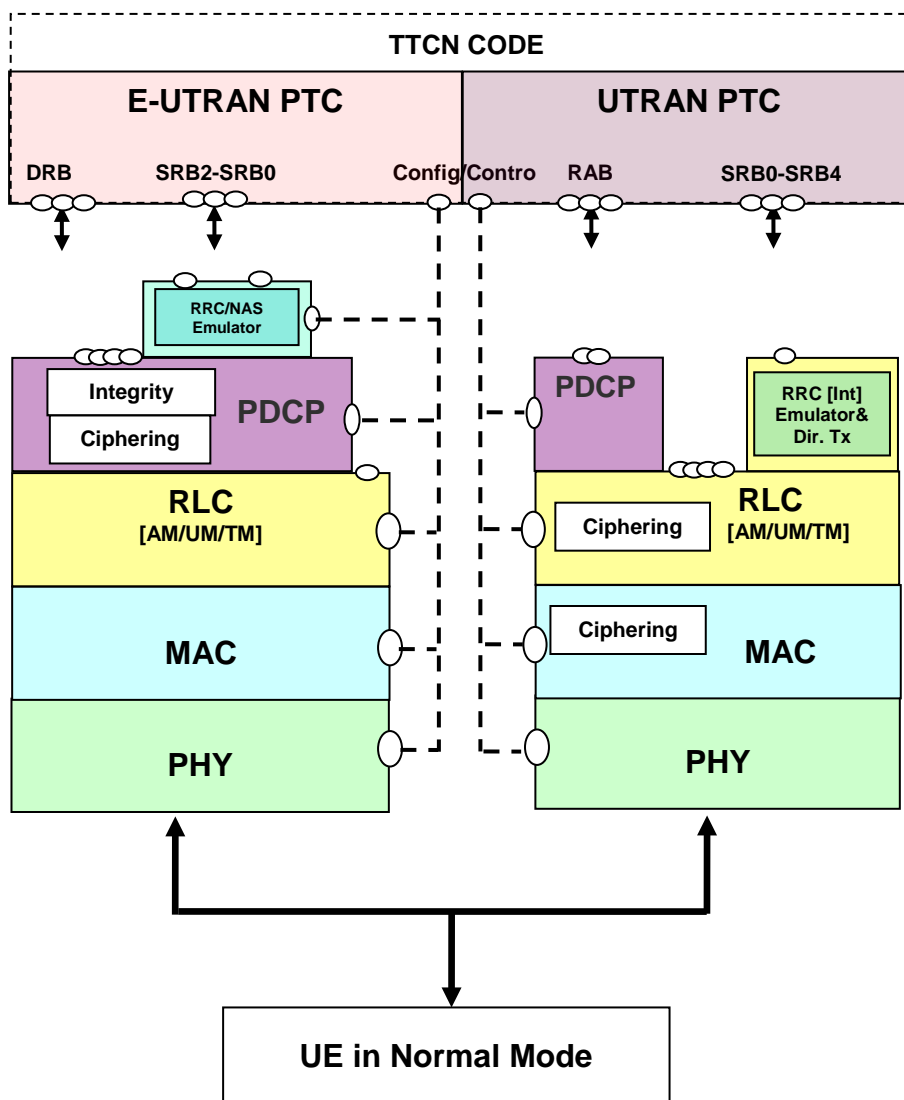 TTCN CODE
E-UTRAN PTC
UTRAN PTC
DRB
SRB2-SRB0
Config/Contro
RAB
SRB0-SRB4
RRC/NAS
Emulator
Integrity
Ciphering
PDCP
PDCP
RRC [Int]
Emulator&
Dir. Tx
RLC
[AM/UM/TM]
Ciphering
RLC
[AM/UM/TM]
MAC
Ciphering
MAC
PHY
PHY
UE in Normal Mode